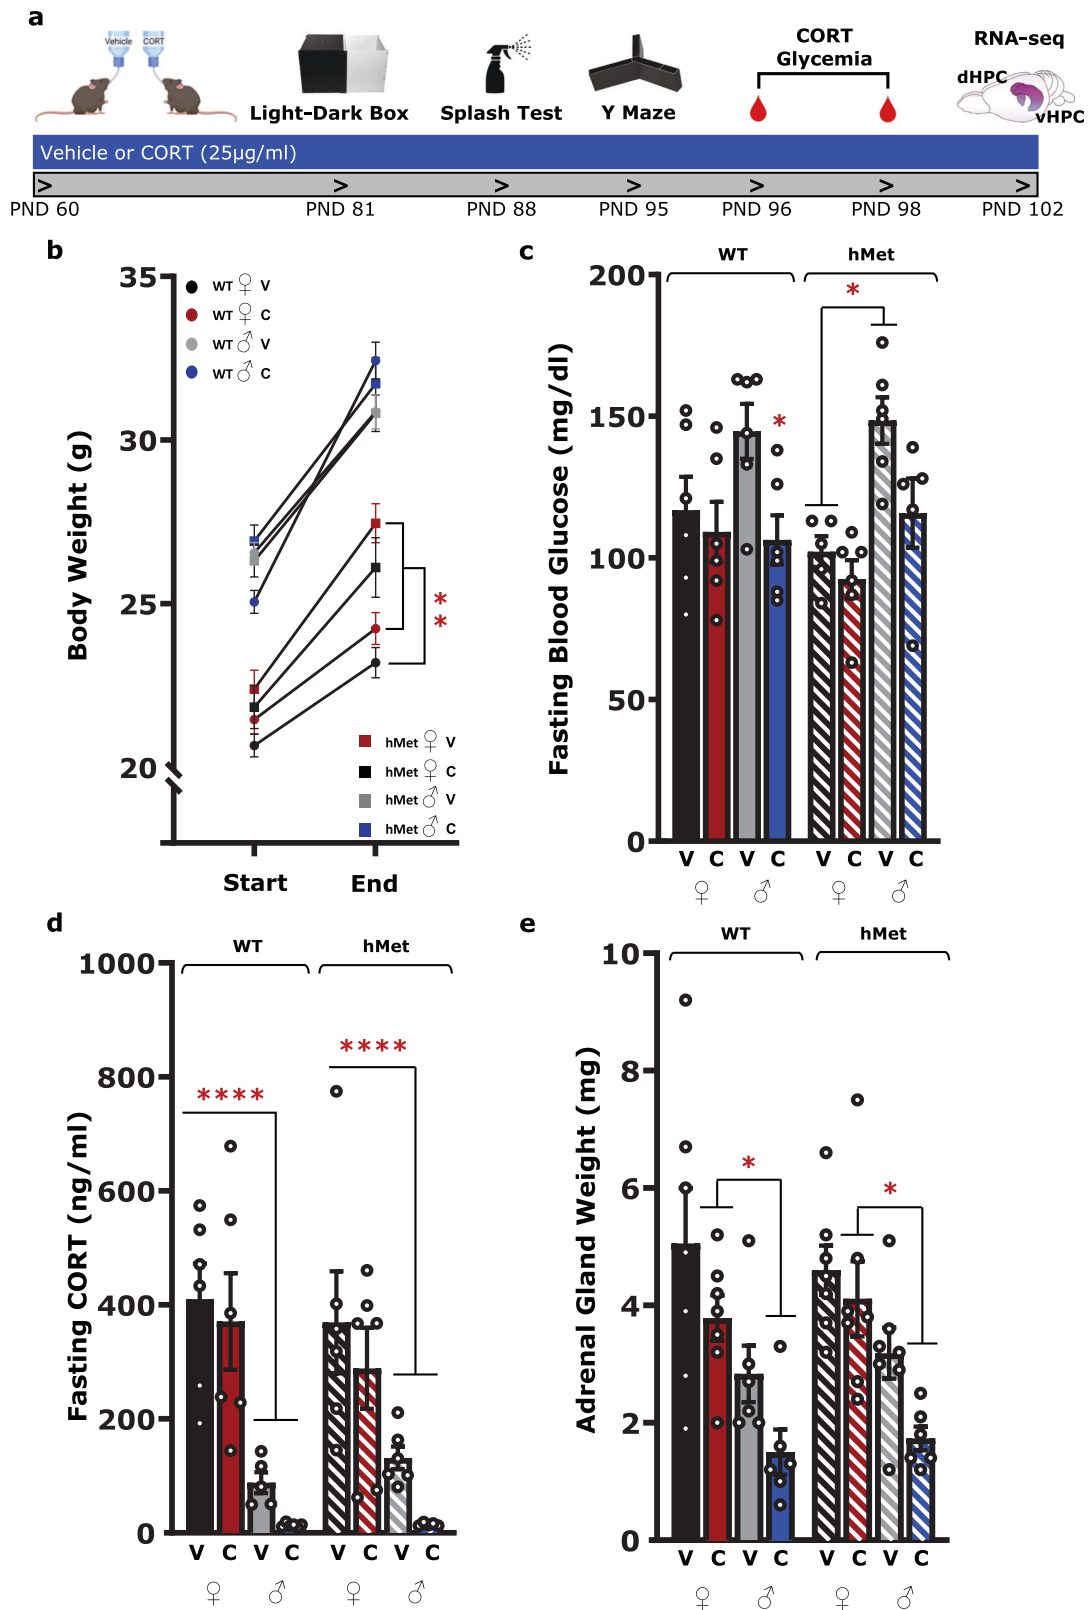 a
Vehicle
CORT
Light-Dark Box
Splash Test
Y Maze
CORT
Glycemia
RNA-seq
dHPC
vHPC
Vehicle or CORT (25µg/ml)
> > > > > > >
PND 60
PND 81
PND 88
PND 95
PND 96
PND 98
PND 102
b
Body Weight (g)
35
30
25
20
WT ♀ V
WT ♀ C
WT ♂ V
WT ♂ C
*
*
hMet ♀ V
hMet ♀ C
hMet ♂ V
hMet ♂ C
Start
End
c
WT
hMet
Fasting Blood Glucose (mg/dl)
200
150
100
50
0
*
*
V C V C V C V C
♀ ♂ ♀ ♂
d
WT
hMet
Fasting CORT (ng/ml)
1000
800
600
400
200
0
****
****
V C V C V C V C
♀ ♂ ♀ ♂
e
WT
hMet
Adrenal Gland Weight (mg)
10
8
6
4
2
0
*
*
V C V C V C V C
♀ ♂ ♀ ♂